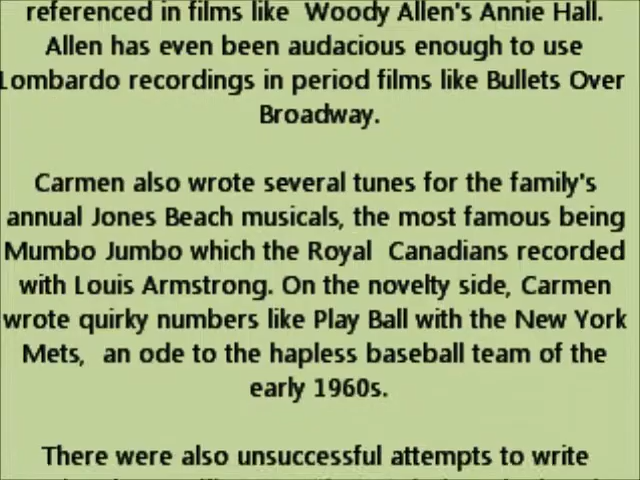 referenced in films like  Woody Allen's Annie Hall.
Allen has even been audacious enough to use
Lombardo recordings in period films like Bullets Over
Broadway.
Carmen also wrote several tunes for the family's
annual Jones Beach musicals, the most famous being
Mumbo Jumbo which the Royal  Canadians recorded
with Louis Armstrong. On the novelty side, Carmen
wrote quirky numbers like Play Ball with the New York
Mets,  an ode to the hapless baseball team of the
early 1960s.
There were also unsuccessful attempts to write